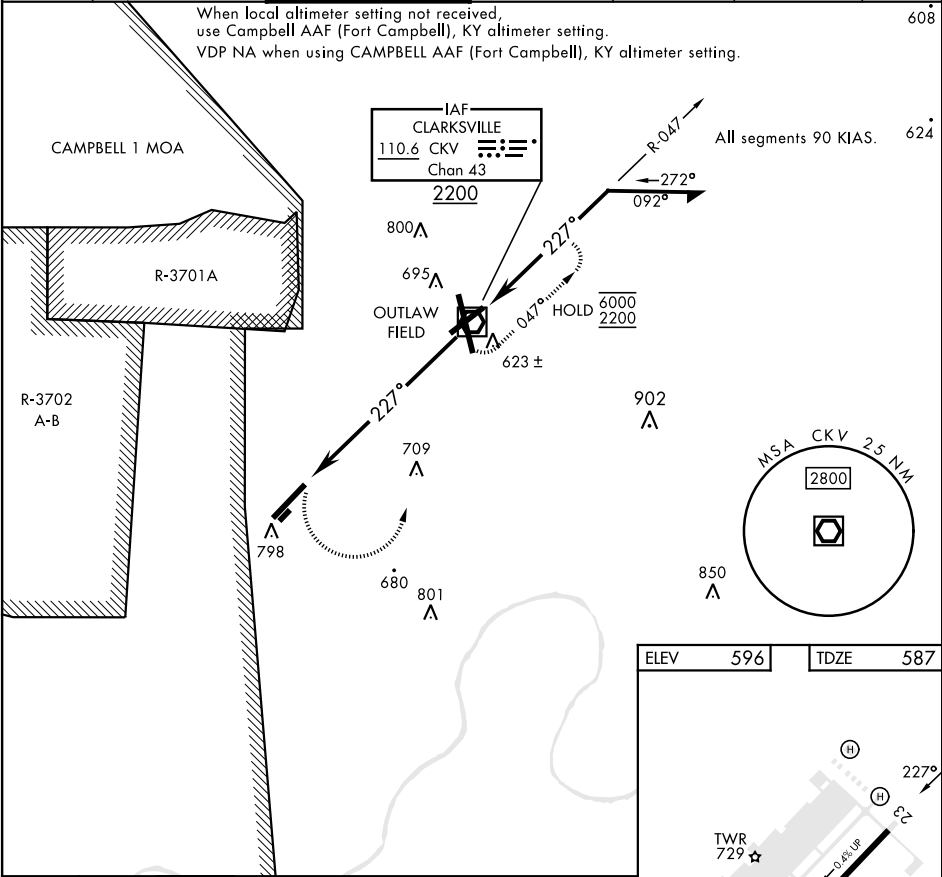 When local altimeter setting not received,
use Campbell AAF (Fort Campbell), KY altimeter setting.
VDP NA when using CAMPBELL AAF (Fort Campbell), KY altimeter setting.
608
IAF
CLARKSVILLE
110.6 CKV
Chan 43
2200
R-047
All segments 90 KIAS.
624
CAMPBELL 1 MOA
272°
092°
800
227°
R-3701A
695
OUTLAW
FIELD
047°
HOLD 6000
2200
623 ±
R-3702
A-B
227°
902
709
MSA CKV 25 NM
2800
798
680
801
850
ELEV 596
TDZE 587
H
227°
H
23
TWR
729
0.4% UP